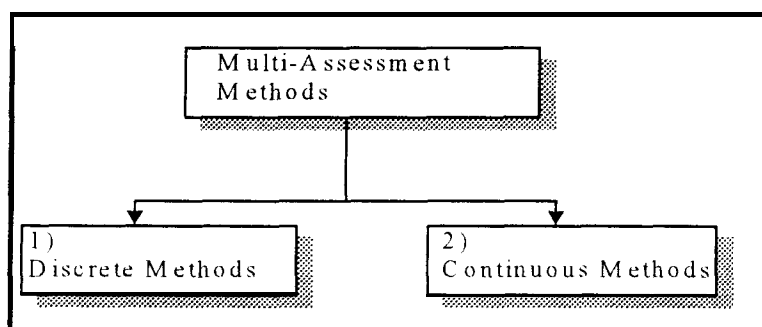 Multi-Assessment
Methods
1)
Discrete Methods
2)
Continuous Methods